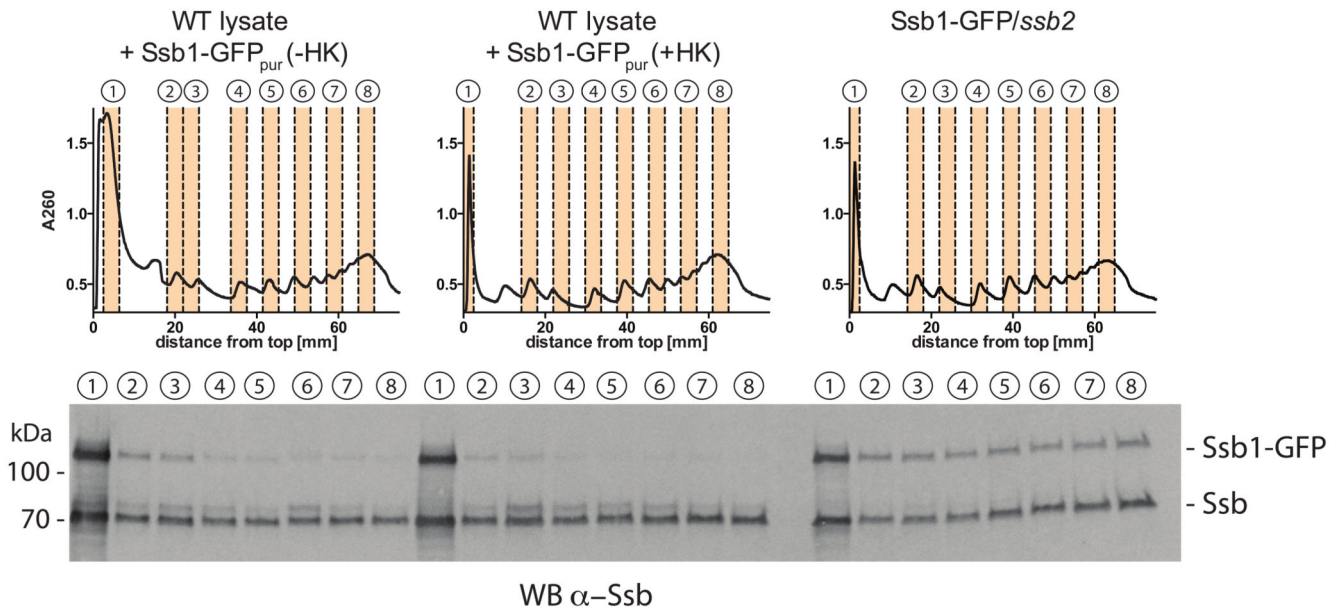 WT lysate
+ Ssb1-GFPpur (-HK)
WT lysate
+ Ssb1-GFPpur (+HK)
Ssb1-GFP/ssb2
① ② ③ ④ ⑤ ⑥ ⑦ ⑧
① ② ③ ④ ⑤ ⑥ ⑦ ⑧
① ② ③ ④ ⑤ ⑥ ⑦ ⑧
A260
1.5
1.0
0.5
0 20 40 60
distance from top [mm]
1.5
1.0
0.5
0 20 40 60
distance from top [mm]
1.5
1.0
0.5
0 20 40 60
distance from top [mm]
① ② ③ ④ ⑤ ⑥ ⑦ ⑧ ① ② ③ ④ ⑤ ⑥ ⑦ ⑧ ① ② ③ ④ ⑤ ⑥ ⑦ ⑧
kDa
100 -
70 -
- Ssb1-GFP
- Ssb
WB α–Ssb